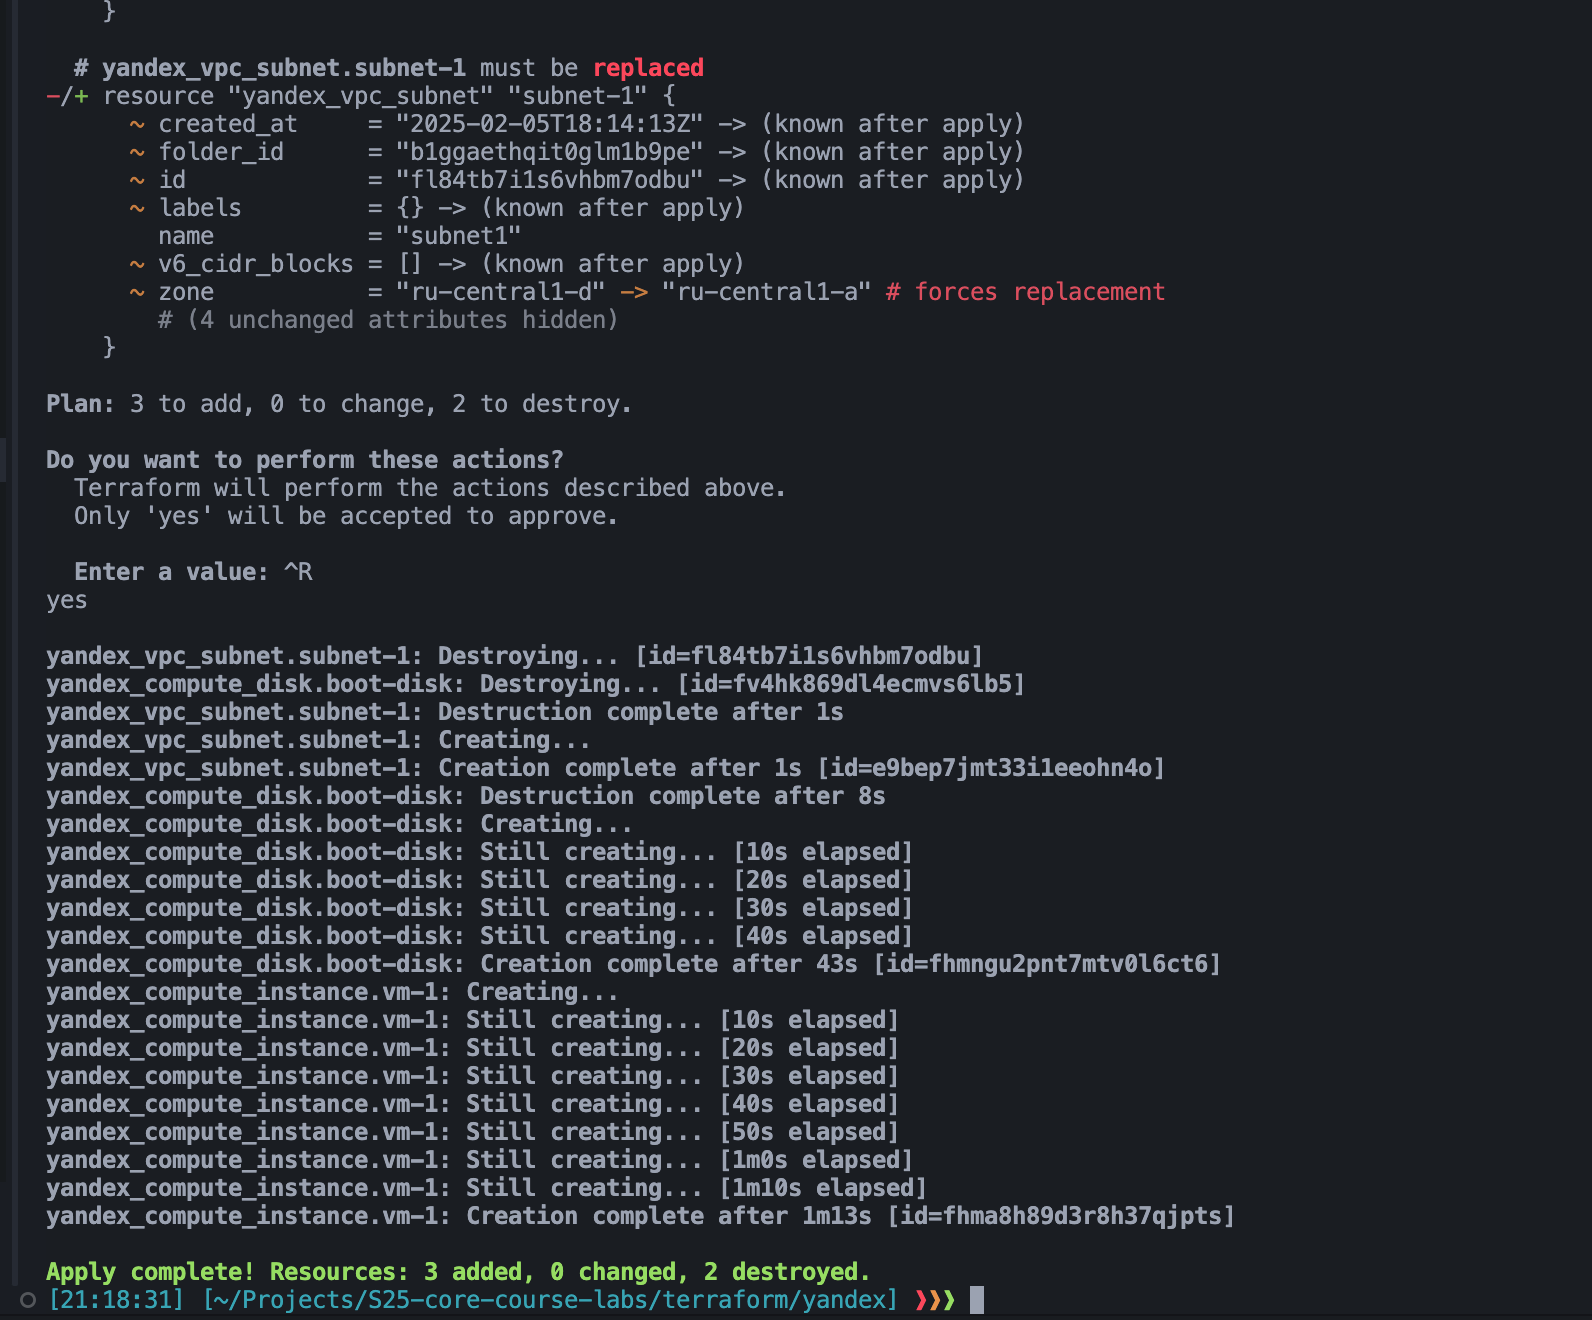 }

  # yandex_vpc_subnet.subnet-1 must be replaced
-/+ resource "yandex_vpc_subnet" "subnet-1" {
      ~ created_at     = "2025-02-05T18:14:13Z" -> (known after apply)
      ~ folder_id      = "b1ggaethqit0glm1b9pe" -> (known after apply)
      ~ id             = "fl84tb7i1s6vhbm7odbu" -> (known after apply)
      ~ labels         = {} -> (known after apply)
        name           = "subnet1"
      ~ v6_cidr_blocks = [] -> (known after apply)
      ~ zone           = "ru-central1-d" -> "ru-central1-a" # forces replacement
        # (4 unchanged attributes hidden)
    }

Plan: 3 to add, 0 to change, 2 to destroy.

Do you want to perform these actions?
  Terraform will perform the actions described above.
  Only 'yes' will be accepted to approve.

  Enter a value: ^R
yes

yandex_vpc_subnet.subnet-1: Destroying... [id=fl84tb7i1s6vhbm7odbu]
yandex_compute_disk.boot-disk: Destroying... [id=fv4hk869dl4ecmvs6lb5]
yandex_vpc_subnet.subnet-1: Destruction complete after 1s
yandex_vpc_subnet.subnet-1: Creating...
yandex_vpc_subnet.subnet-1: Creation complete after 1s [id=e9bep7jmt33i1eeohn4o]
yandex_compute_disk.boot-disk: Destruction complete after 8s
yandex_compute_disk.boot-disk: Creating...
yandex_compute_disk.boot-disk: Still creating... [10s elapsed]
yandex_compute_disk.boot-disk: Still creating... [20s elapsed]
yandex_compute_disk.boot-disk: Still creating... [30s elapsed]
yandex_compute_disk.boot-disk: Still creating... [40s elapsed]
yandex_compute_disk.boot-disk: Creation complete after 43s [id=fhmngu2pnt7mtv0l6ct6]
yandex_compute_instance.vm-1: Creating...
yandex_compute_instance.vm-1: Still creating... [10s elapsed]
yandex_compute_instance.vm-1: Still creating... [20s elapsed]
yandex_compute_instance.vm-1: Still creating... [30s elapsed]
yandex_compute_instance.vm-1: Still creating... [40s elapsed]
yandex_compute_instance.vm-1: Still creating... [50s elapsed]
yandex_compute_instance.vm-1: Still creating... [1m0s elapsed]
yandex_compute_instance.vm-1: Still creating... [1m10s elapsed]
yandex_compute_instance.vm-1: Creation complete after 1m13s [id=fhma8h89d3r8h37qjpts]

Apply complete! Resources: 3 added, 0 changed, 2 destroyed.
[21:18:31] [~/Projects/S25-core-course-labs/terraform/yandex] ❯❯❯